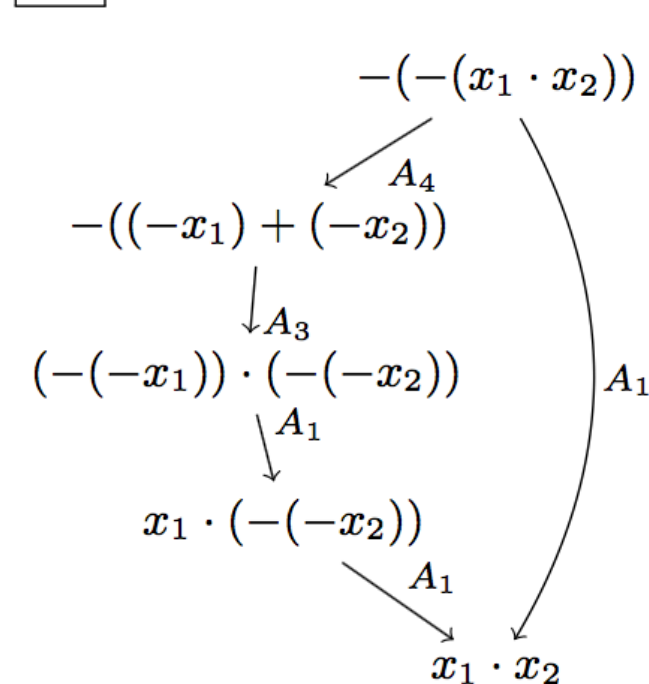 −(−(x₁ · x₂))
A₄
−((−x₁) + (−x₂))
A₃
(−(−x₁)) · (−(−x₂))
A₁
A₁
x₁ · (−(−x₂))
A₁
x₁ · x₂